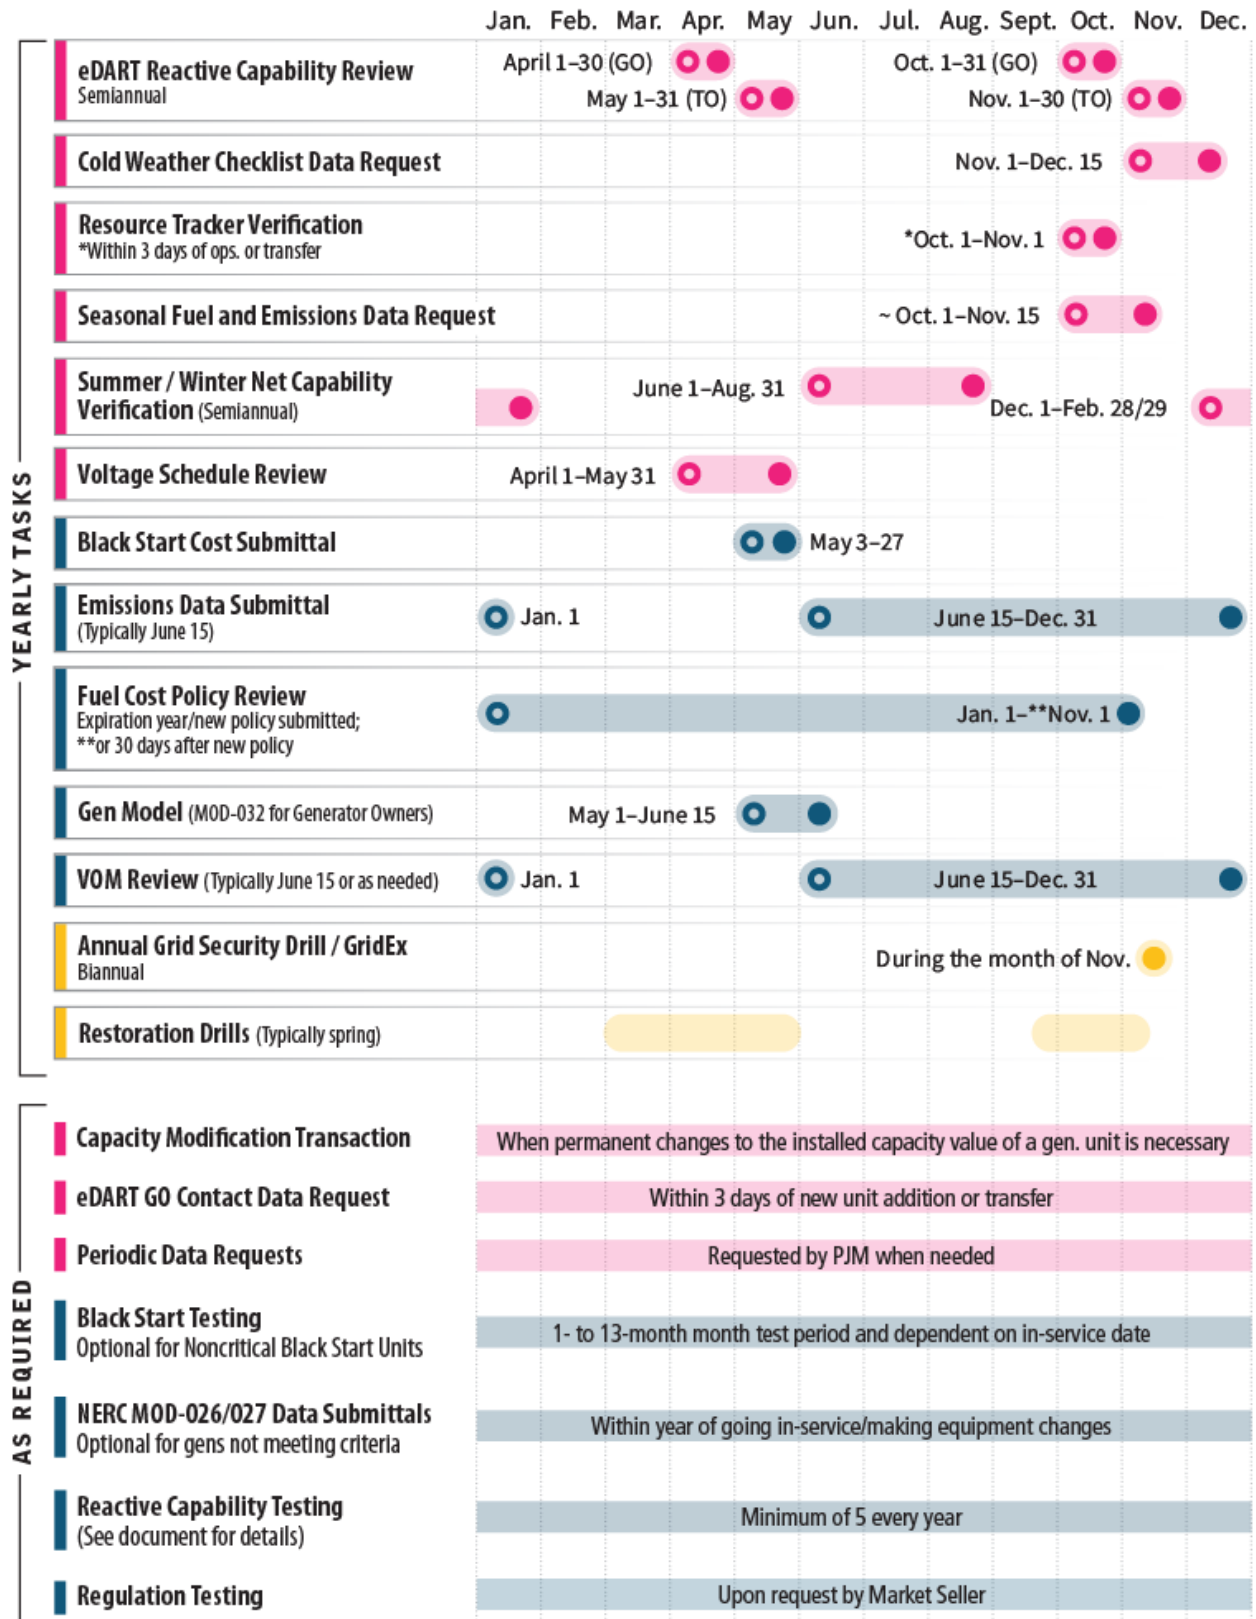 Jan. Feb. Mar. Apr. May Jun. Jul. Aug. Sept. Oct. Nov. Dec.
YEARLY TASKS
eDART Reactive Capability Review
Semiannual
April 1–30 (GO)
Oct. 1–31 (GO)
May 1–31 (TO)
Nov. 1–30 (TO)
Cold Weather Checklist Data Request
Nov. 1–Dec. 15
Resource Tracker Verification
*Within 3 days of ops. or transfer
*Oct. 1–Nov. 1
Seasonal Fuel and Emissions Data Request
~ Oct. 1–Nov. 15
Summer / Winter Net Capability
Verification (Semiannual)
June 1–Aug. 31
Dec. 1–Feb. 28/29
Voltage Schedule Review
April 1–May 31
Black Start Cost Submittal
May 3–27
Emissions Data Submittal
(Typically June 15)
Jan. 1
June 15–Dec. 31
Fuel Cost Policy Review
Expiration year/new policy submitted;
**or 30 days after new policy
Jan. 1–**Nov. 1
Gen Model (MOD-032 for Generator Owners)
May 1–June 15
VOM Review (Typically June 15 or as needed)
Jan. 1
June 15–Dec. 31
Annual Grid Security Drill / GridEx
Biannual
During the month of Nov.
Restoration Drills (Typically spring)
AS REQUIRED
Capacity Modification Transaction
When permanent changes to the installed capacity value of a gen. unit is necessary
eDART GO Contact Data Request
Within 3 days of new unit addition or transfer
Periodic Data Requests
Requested by PJM when needed
Black Start Testing
Optional for Noncritical Black Start Units
1- to 13-month month test period and dependent on in-service date
NERC MOD-026/027 Data Submittals
Optional for gens not meeting criteria
Within year of going in-service/making equipment changes
Reactive Capability Testing
(See document for details)
Minimum of 5 every year
Regulation Testing
Upon request by Market Seller